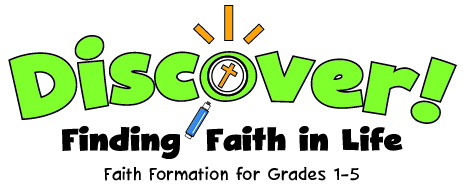 Discover!
Finding Faith in Life
Faith Formation for Grades 1-5